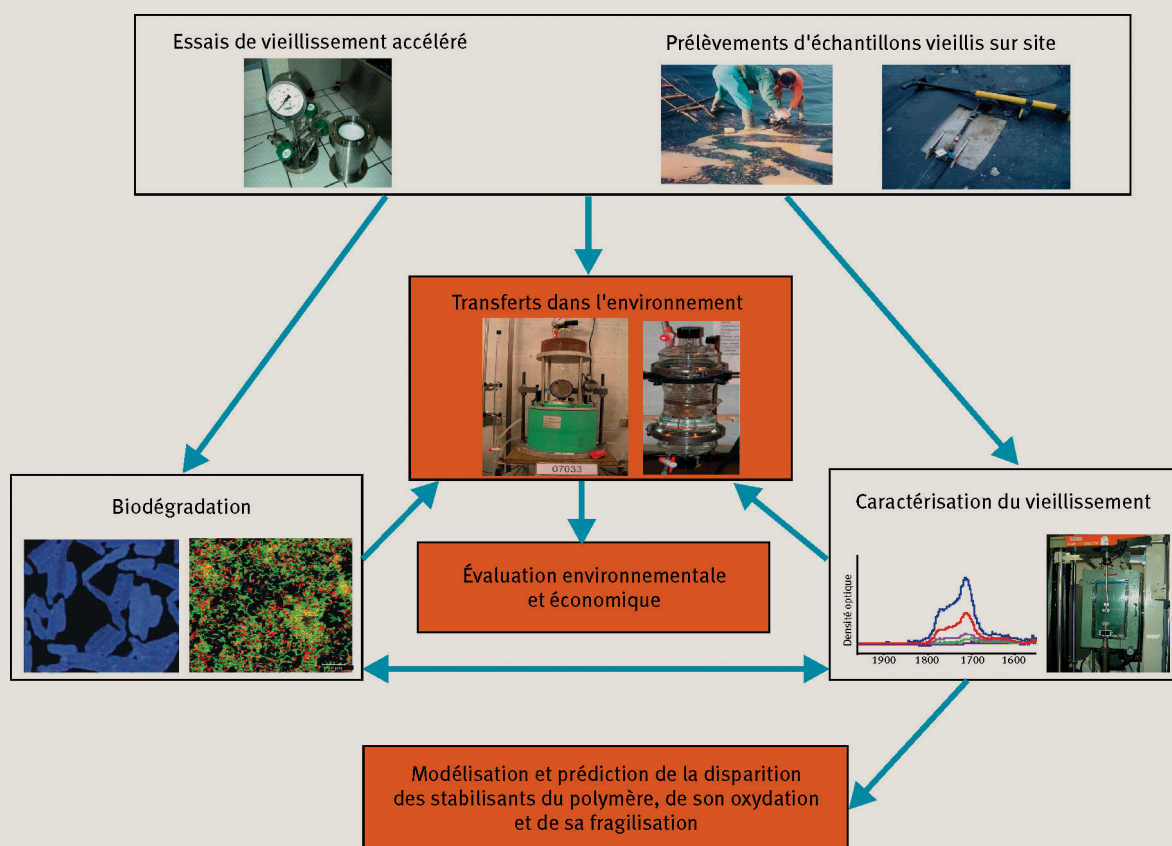 Essais de vieillissement accéléré
Prélèvements d'échantillons vieillis sur site
Transferts dans l'environnement
07033
Biodégradation
Caractérisation du vieillissement
Évaluation environnementale
et économique
Densité optique
1900 1800 1700 1600
Modélisation et prédiction de la disparition
des stabilisants du polymère, de son oxydation
et de sa fragilisation